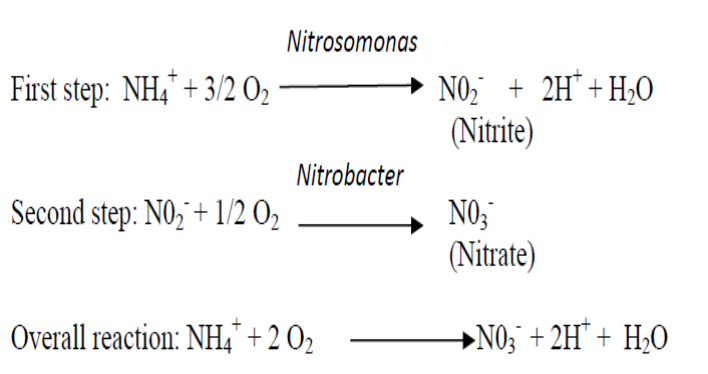 Nitrosomonas
First step: NH₄⁺ + 3/2 O₂ ⟶ N0₂⁻ + 2H⁺ + H₂O
(Nitrite)
Nitrobacter
Second step: N0₂⁻ + 1/2 O₂ ⟶ N0₃⁻
(Nitrate)
Overall reaction: NH₄⁺ + 2 O₂ ⟶ N0₃⁻ + 2H⁺ + H₂O